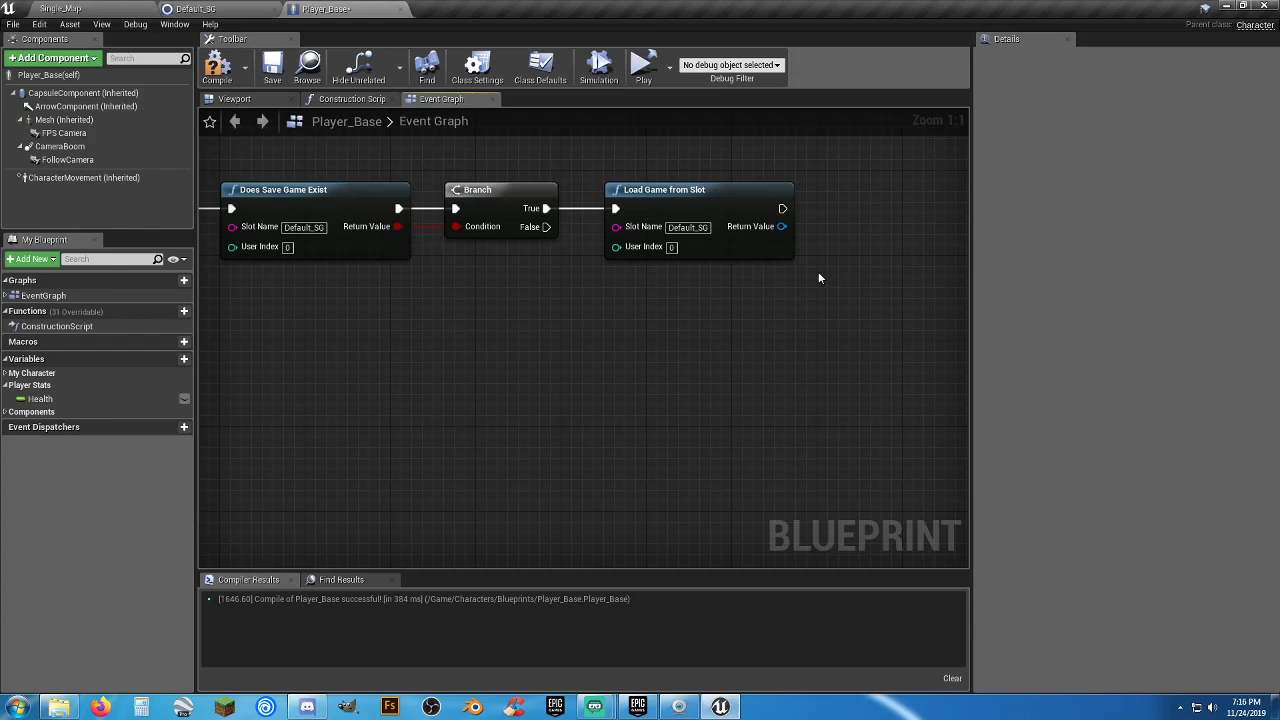 Single_Map
Default_SG
Player_Base*
File
Edit
Asset
View
Debug
Window
Help
Parent class: Character
Components
Toolbar
Details
+ Add Component
Search
Player_Base(self)
CapsuleComponent (Inherited)
ArrowComponent (Inherited)
Mesh (Inherited)
FPS Camera
CameraBoom
FollowCamera
CharacterMovement (Inherited)
Compile
Save
Browse
Hide Unrelated
Find
Class Settings
Class Defaults
Simulation
Play
No debug object selected
Debug Filter
Viewport
Construction Scrip
Event Graph
Player_Base > Event Graph
Zoom 1:1
Does Save Game Exist
Slot Name Default_SG
Return Value
User Index 0
Branch
True
Condition
False
Load Game from Slot
Slot Name Default_SG
Return Value
User Index 0
BLUEPRINT
My Blueprint
+ Add New
Search
Graphs
EventGraph
Functions (31 Overridable)
ConstructionScript
Macros
Variables
My Character
Player Stats
Health
Components
Event Dispatchers
Compiler Results
Find Results
[1646.60] Compile of Player_Base successful! [in 384 ms] (/Game/Characters/Blueprints/Player_Base.Player_Base)
Clear
Fs
EPIC GAMES
EPIC GAMES
7:16 PM
11/24/2019